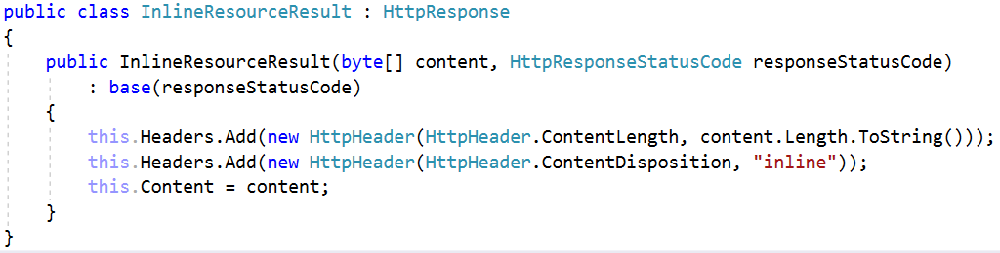 public class InlineResourceResult : HttpResponse
{
    public InlineResourceResult(byte[] content, HttpResponseStatusCode responseStatusCode)
        : base(responseStatusCode)
    {
        this.Headers.Add(new HttpHeader(HttpHeader.ContentLength, content.Length.ToString()));
        this.Headers.Add(new HttpHeader(HttpHeader.ContentDisposition, "inline"));
        this.Content = content;
    }
}